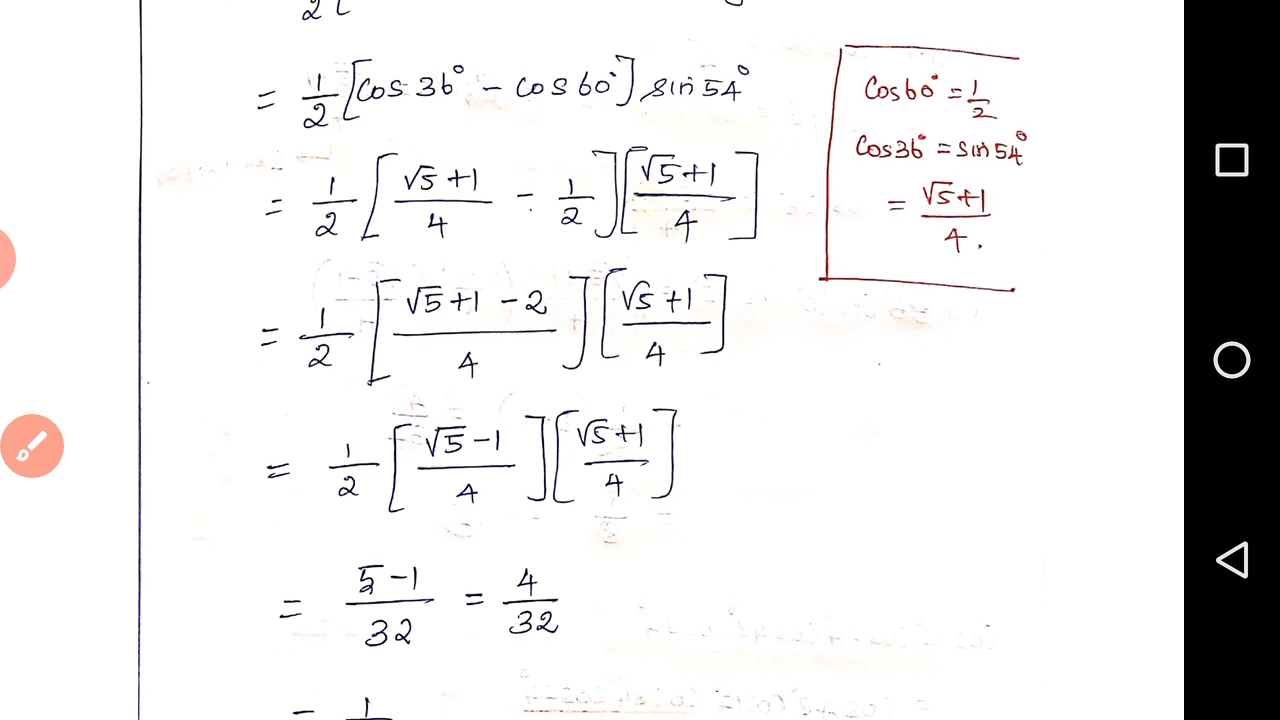 2[
= 1/2 [cos 36° - cos 60°] sin 54°
= 1/2 [(√5 + 1)/4 - 1/2] [(√5 + 1)/4]
= 1/2 [(√5 + 1 - 2)/4] [(√5 + 1)/4]
= 1/2 [(√5 - 1)/4] [(√5 + 1)/4]
= (5 - 1)/32 = 4/32
= 1
Cos 60° = 1/2
Cos 36° = sin 54°
= (√5 + 1)/4.